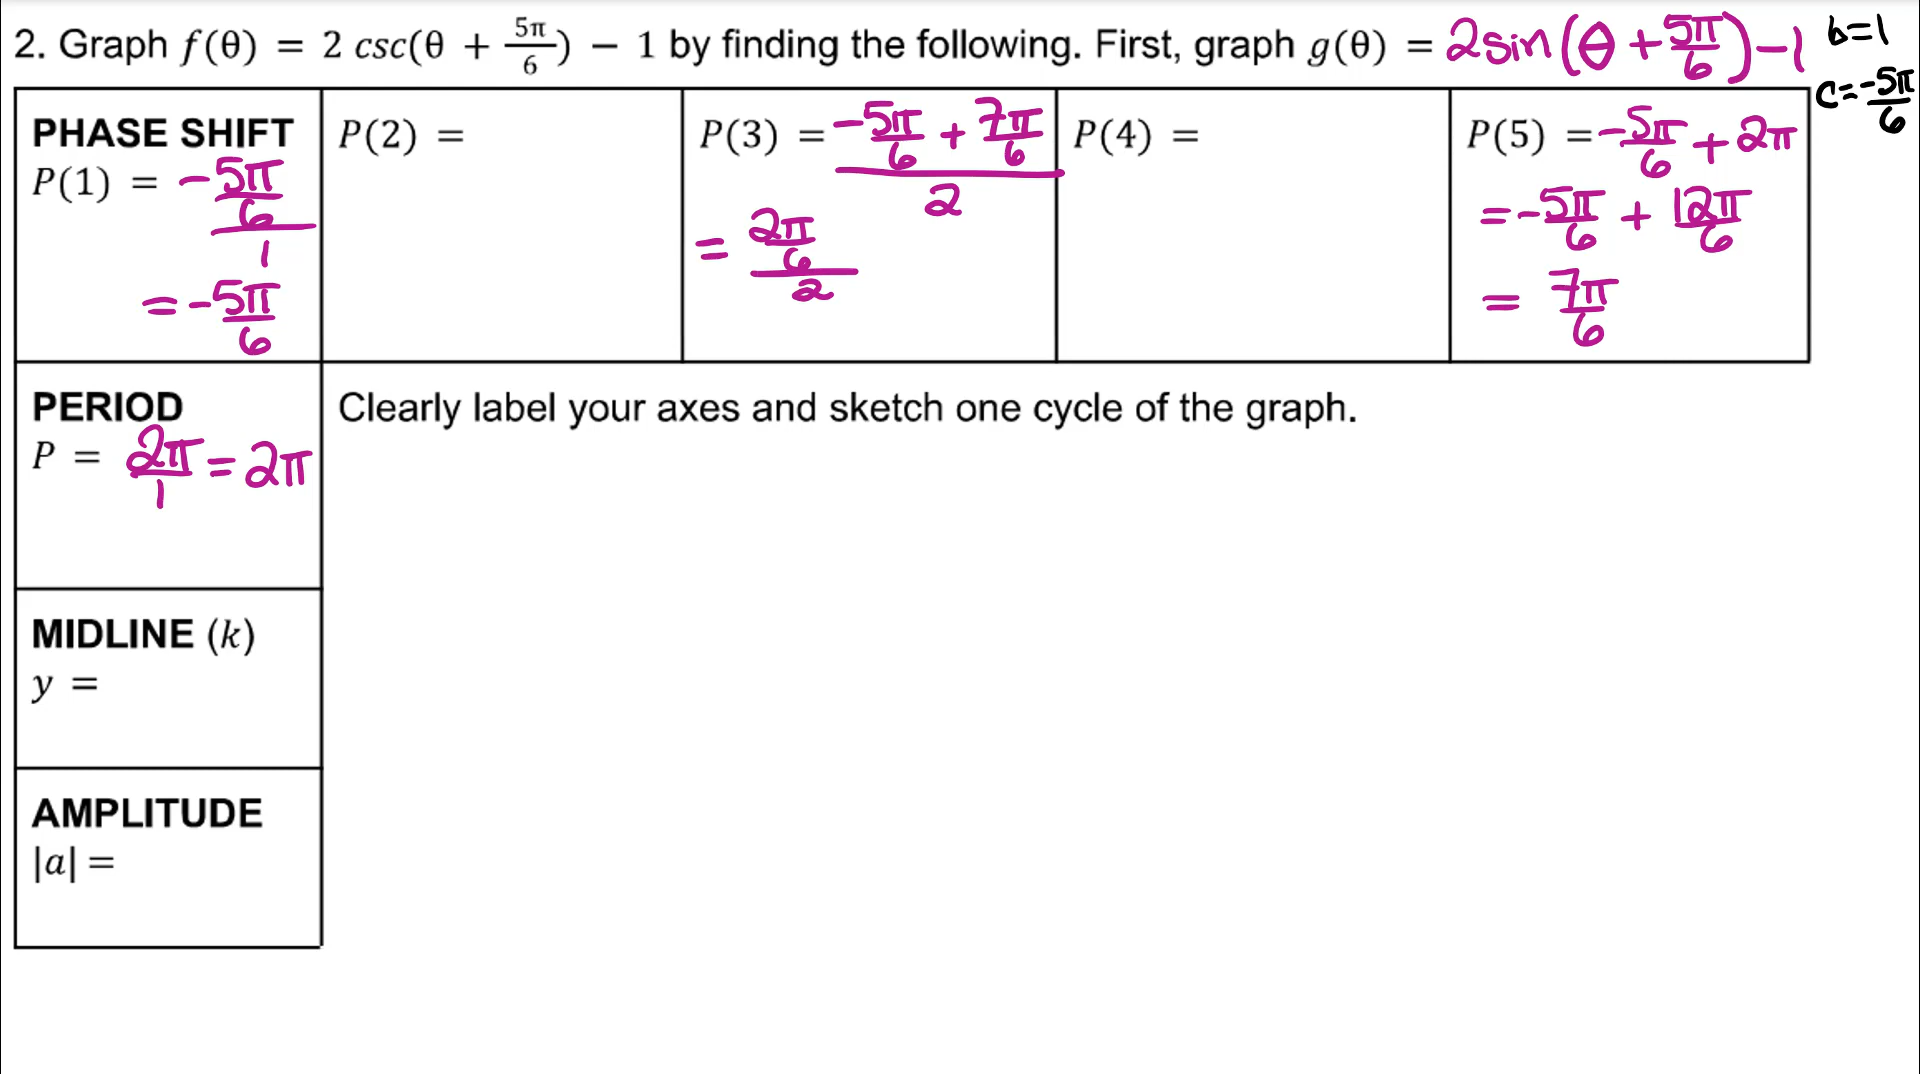 2. Graph f(θ) = 2 csc(θ + 5π/6) − 1 by finding the following. First, graph g(θ) = 2sin(θ + 5π/6) − 1
b=1
c=-5π/6
PHASE SHIFT
P(1) = -5π/6/1
= -5π/6
P(2) =
P(3) = -5π/6 + 7π/6/2
= 2π/6/2
P(4) =
P(5) = -5π/6 + 2π
= -5π/6 + 12π/6
= 7π/6
PERIOD
P = 2π/1 = 2π
Clearly label your axes and sketch one cycle of the graph.
MIDLINE (k)
y =
AMPLITUDE
|a| =